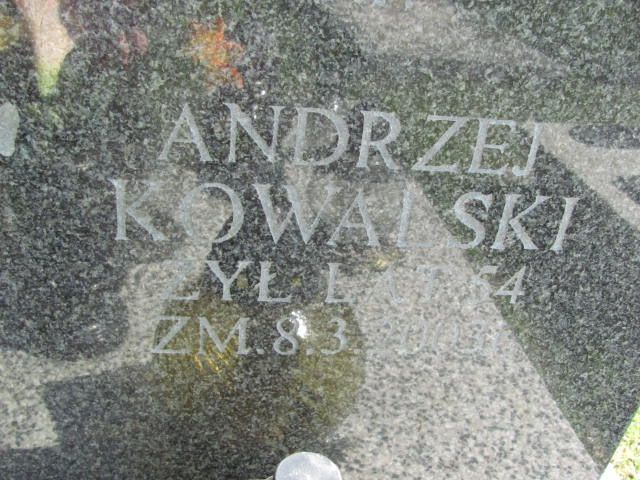 ANDRZEJ
KOWALSKI
ŻYŁ LAT 54
ZM. 8.3.